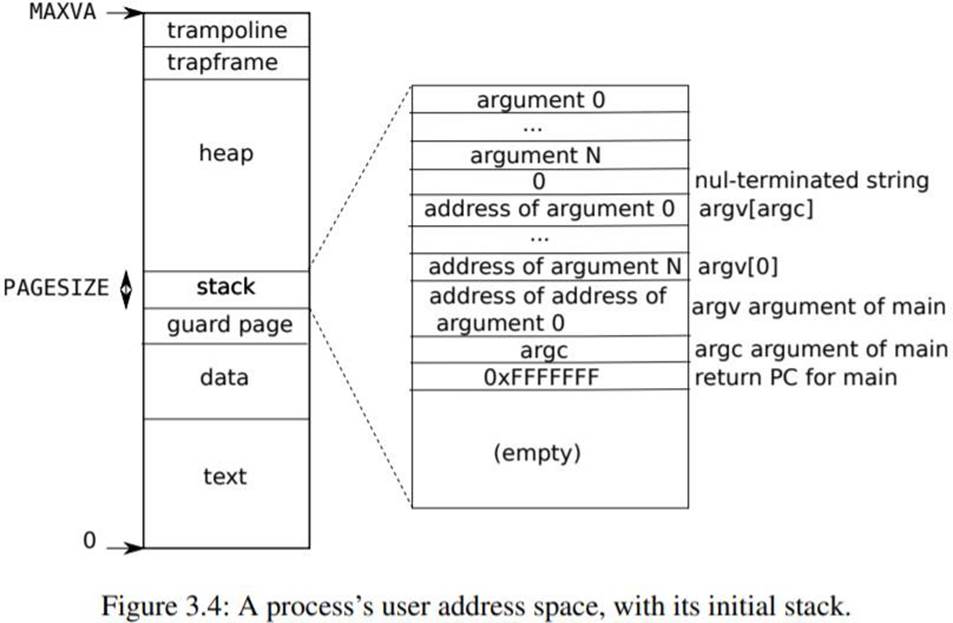 MAXVA
trampoline
trapframe
heap
PAGESIZE
stack
guard page
data
text
0
argument 0
...
argument N
0
nul-terminated string
address of argument 0
argv[argc]
...
address of argument N
argv[0]
address of address of
argument 0
argv argument of main
argc
argc argument of main
0xFFFFFFF
return PC for main
(empty)
Figure 3.4: A process's user address space, with its initial stack.